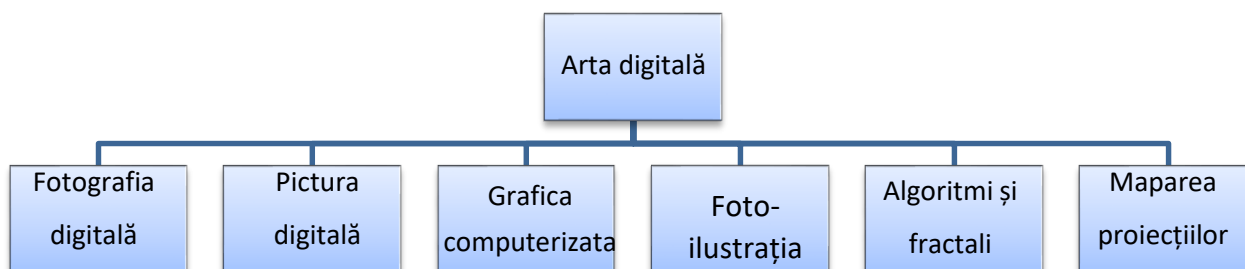 Arta digitală
Fotografia
digitală
Pictura
digitală
Grafica
computerizata
Foto-
ilustrația
Algoritmi și
fractali
Maparea
proiecțiilor